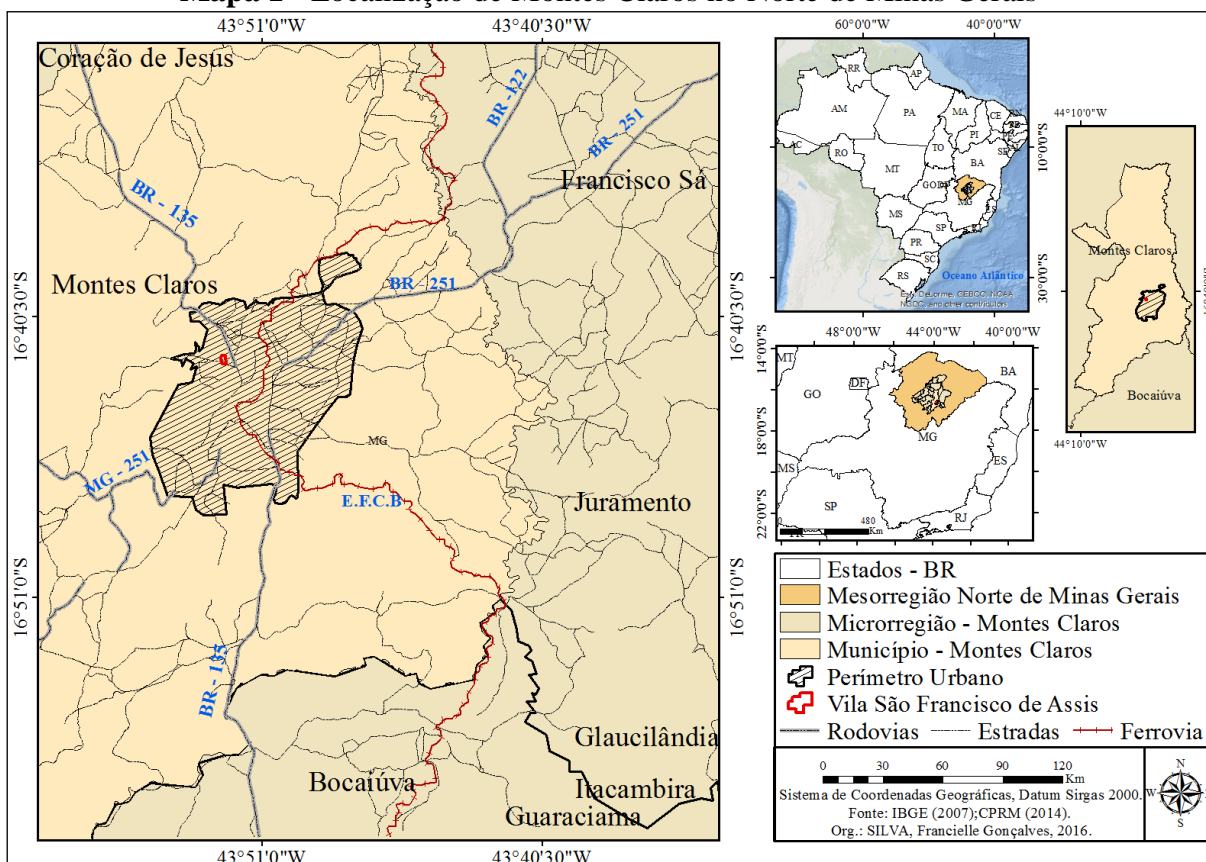 Mapa 1 - Localização de Montes Claros no Norte de Minas Gerais
43°51'0"W
43°40'30"W
Coração de Jesus
BR - 122
BR - 251
Francisco Sá
BR - 135
Montes Claros
BR - 251
16°40'30"S
16°40'30"S
MG
MG - 251
E.F.C.B
Juramento
16°51'0"S
16°51'0"S
BR - 135
Glaucilândia
Bocaiúva
Itacambira
Guaraciama
43°51'0"W
43°40'30"W
60°0'0"W
40°0'0"W
RR
AP
AM
PA
MA
CE
PI
AC
RO
TO
BA
MT
GO
MG
MS
SP
PR
SC
RS
10°0'0"S
30°0'0"S
Oceano Atlântico
Esri, DeLorme, GEBCO, NOAA
NGDC, and other contributors
48°0'0"W
44°0'0"W
40°0'0"W
14°0'0"S
18°0'0"S
22°0'0"S
MT
DF
BA
GO
MG
MS
ES
SP
RJ
0
480
Km
44°10'0"W
Montes Claros
Bocaiúva
44°10'0"W
Estados - BR
Mesorregião Norte de Minas Gerais
Microrregião - Montes Claros
Município - Montes Claros
Perímetro Urbano
Vila São Francisco de Assis
Rodovias Estradas Ferrovia
0 30 60 90 120
Km
Sistema de Coordenadas Geográficas, Datum Sirgas 2000.
Fonte: IBGE (2007);CPRM (2014).
Org.: SILVA, Francielle Gonçalves, 2016.
N
W
S